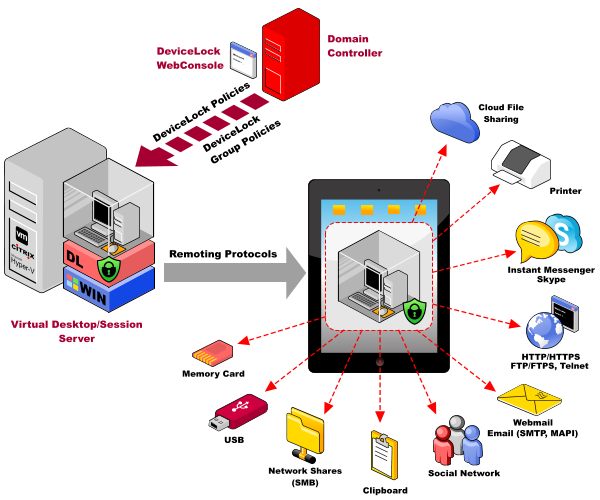 DeviceLock
WebConsole
Domain
Controller
DeviceLock Policies
DeviceLock
Group Policies
Cloud File
Sharing
Printer
vm
CITRIX
Microsoft
Hyper-V
DL
WIN
Remoting Protocols
Instant Messenger
Skype
S
Virtual Desktop/Session
Server
HTTP/HTTPS
FTP/FTPS, Telnet
Memory Card
USB
Network Shares
(SMB)
Clipboard
Social Network
Webmail
Email (SMTP, MAPI)